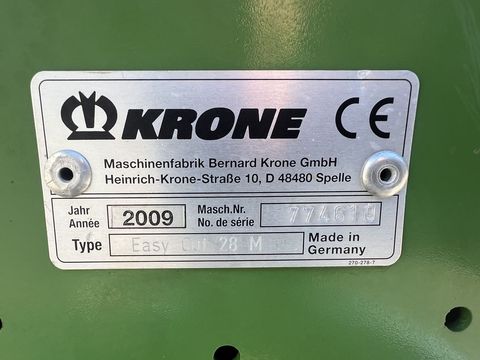 KRONE CE
Maschinenfabrik Bernard Krone GmbH
Heinrich-Krone-Straße 10, D 48480 Spelle
Jahr
Année 2009
Masch.Nr.
No. de série
Type Easy Cut 28 M
Made in
Germany
270-278-7